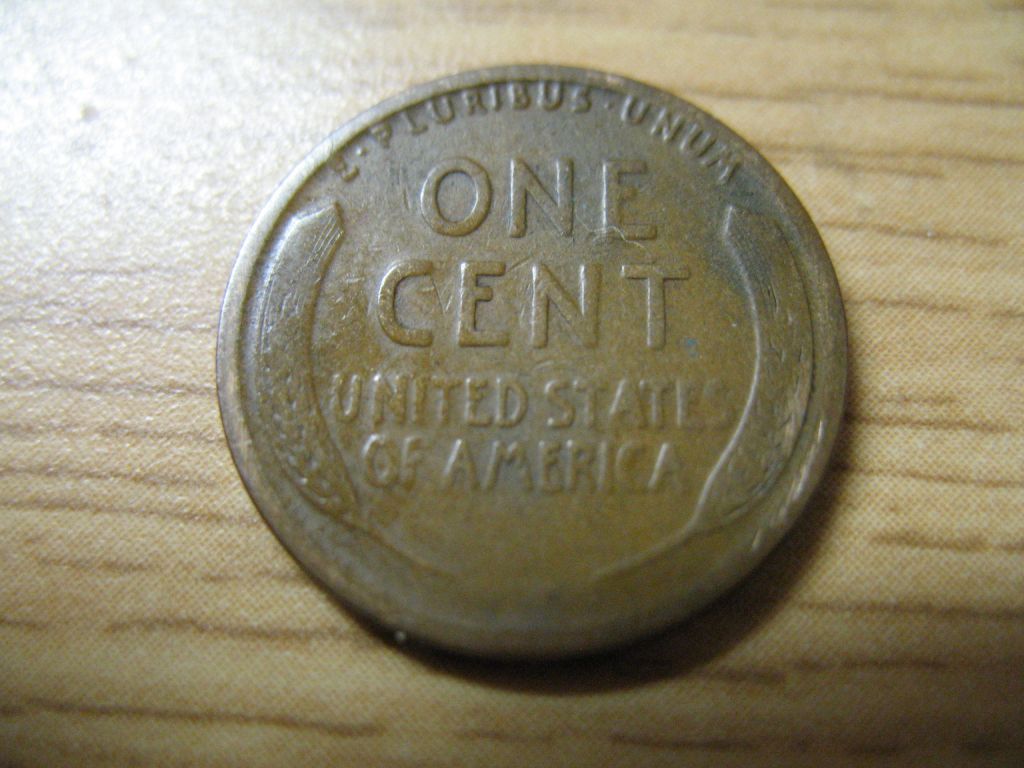 E·PLURIBUS·UNUM
ONE
CENT
UNITED STATES
OF AMERICA